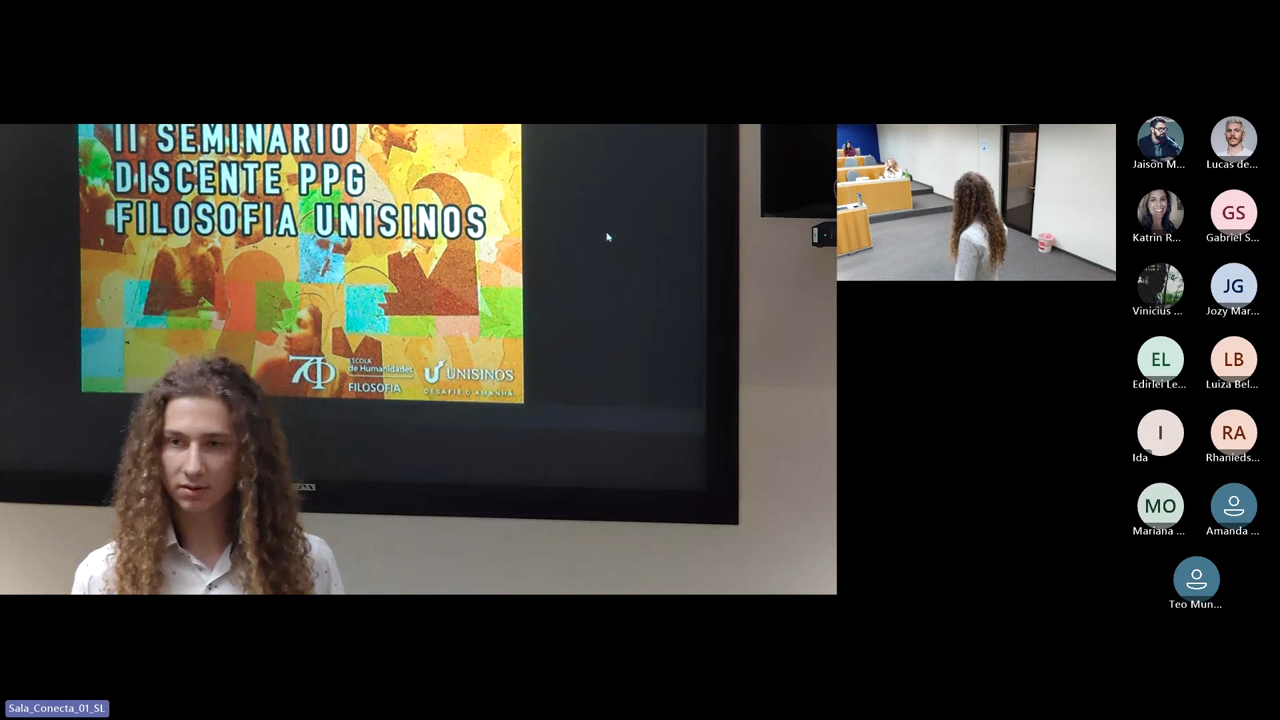 II SEMINÁRIO
DISCENTE PPG
FILOSOFIA UNISINOS
ESCOLA
de Humanidades
FILOSOFIA
UNISINOS
DESAFIE O AMANHÃ.
Jaison M...
Lucas de...
Katrin R...
GS
Gabriel S...
Vinicius ...
JG
Jozy Mar...
EL
Edirlei Le...
LB
Luiza Bel...
I
Ida
RA
Rhanieds...
MO
Mariana ...
Amanda ...
Teo Mun...
Sala_Conecta_01_SL